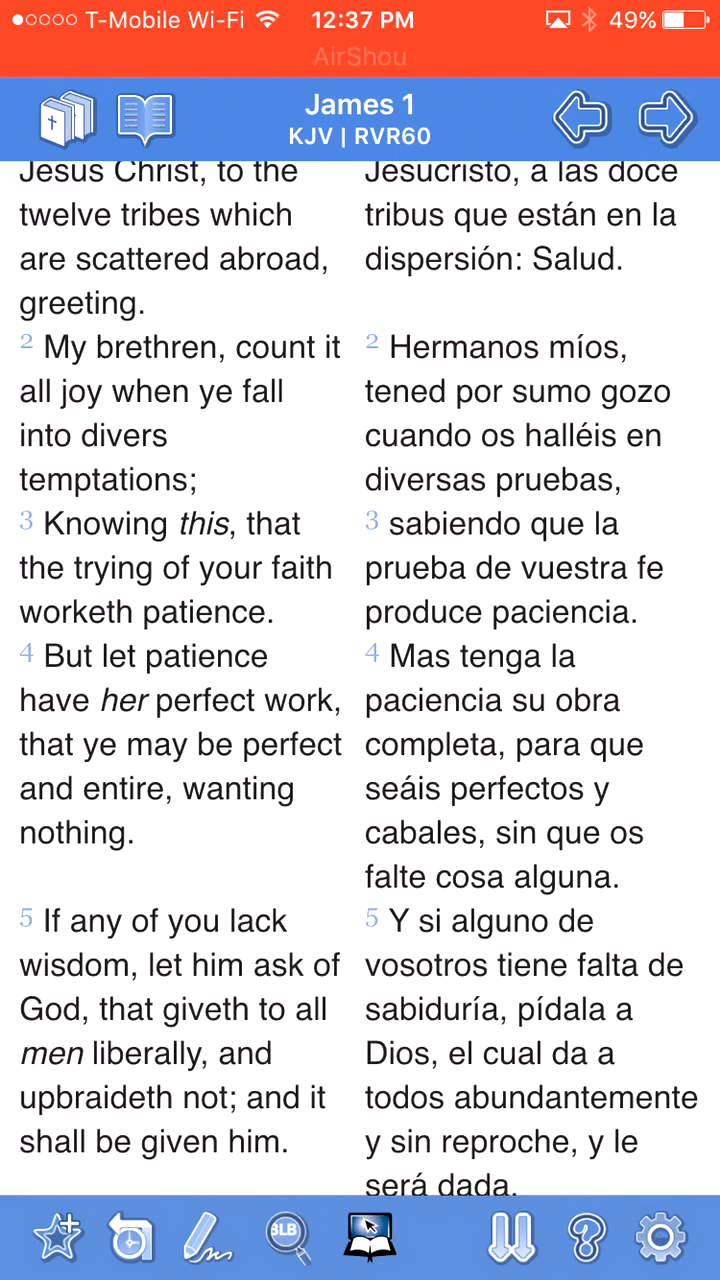 T-Mobile Wi-Fi 12:37 PM 49%
AirShou
James 1
KJV | RVR60
Jesus Christ, to the
twelve tribes which
are scattered abroad,
greeting.
2 My brethren, count it
all joy when ye fall
into divers
temptations;
3 Knowing this, that
the trying of your faith
worketh patience.
4 But let patience
have her perfect work,
that ye may be perfect
and entire, wanting
nothing.
5 If any of you lack
wisdom, let him ask of
God, that giveth to all
men liberally, and
upbraideth not; and it
shall be given him.
Jesucristo, a las doce
tribus que están en la
dispersión: Salud.
2 Hermanos míos,
tened por sumo gozo
cuando os halléis en
diversas pruebas,
3 sabiendo que la
prueba de vuestra fe
produce paciencia.
4 Mas tenga la
paciencia su obra
completa, para que
seáis perfectos y
cabales, sin que os
falte cosa alguna.
5 Y si alguno de
vosotros tiene falta de
sabiduría, pídala a
Dios, el cual da a
todos abundantemente
y sin reproche, y le
será dada.
BLB